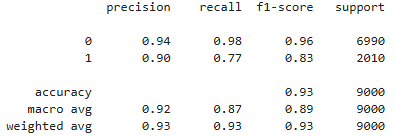 precision recall f1-score support
0 0.94 0.98 0.96 6990
1 0.90 0.77 0.83 2010
accuracy 0.93 9000
macro avg 0.92 0.87 0.89 9000
weighted avg 0.93 0.93 0.93 9000